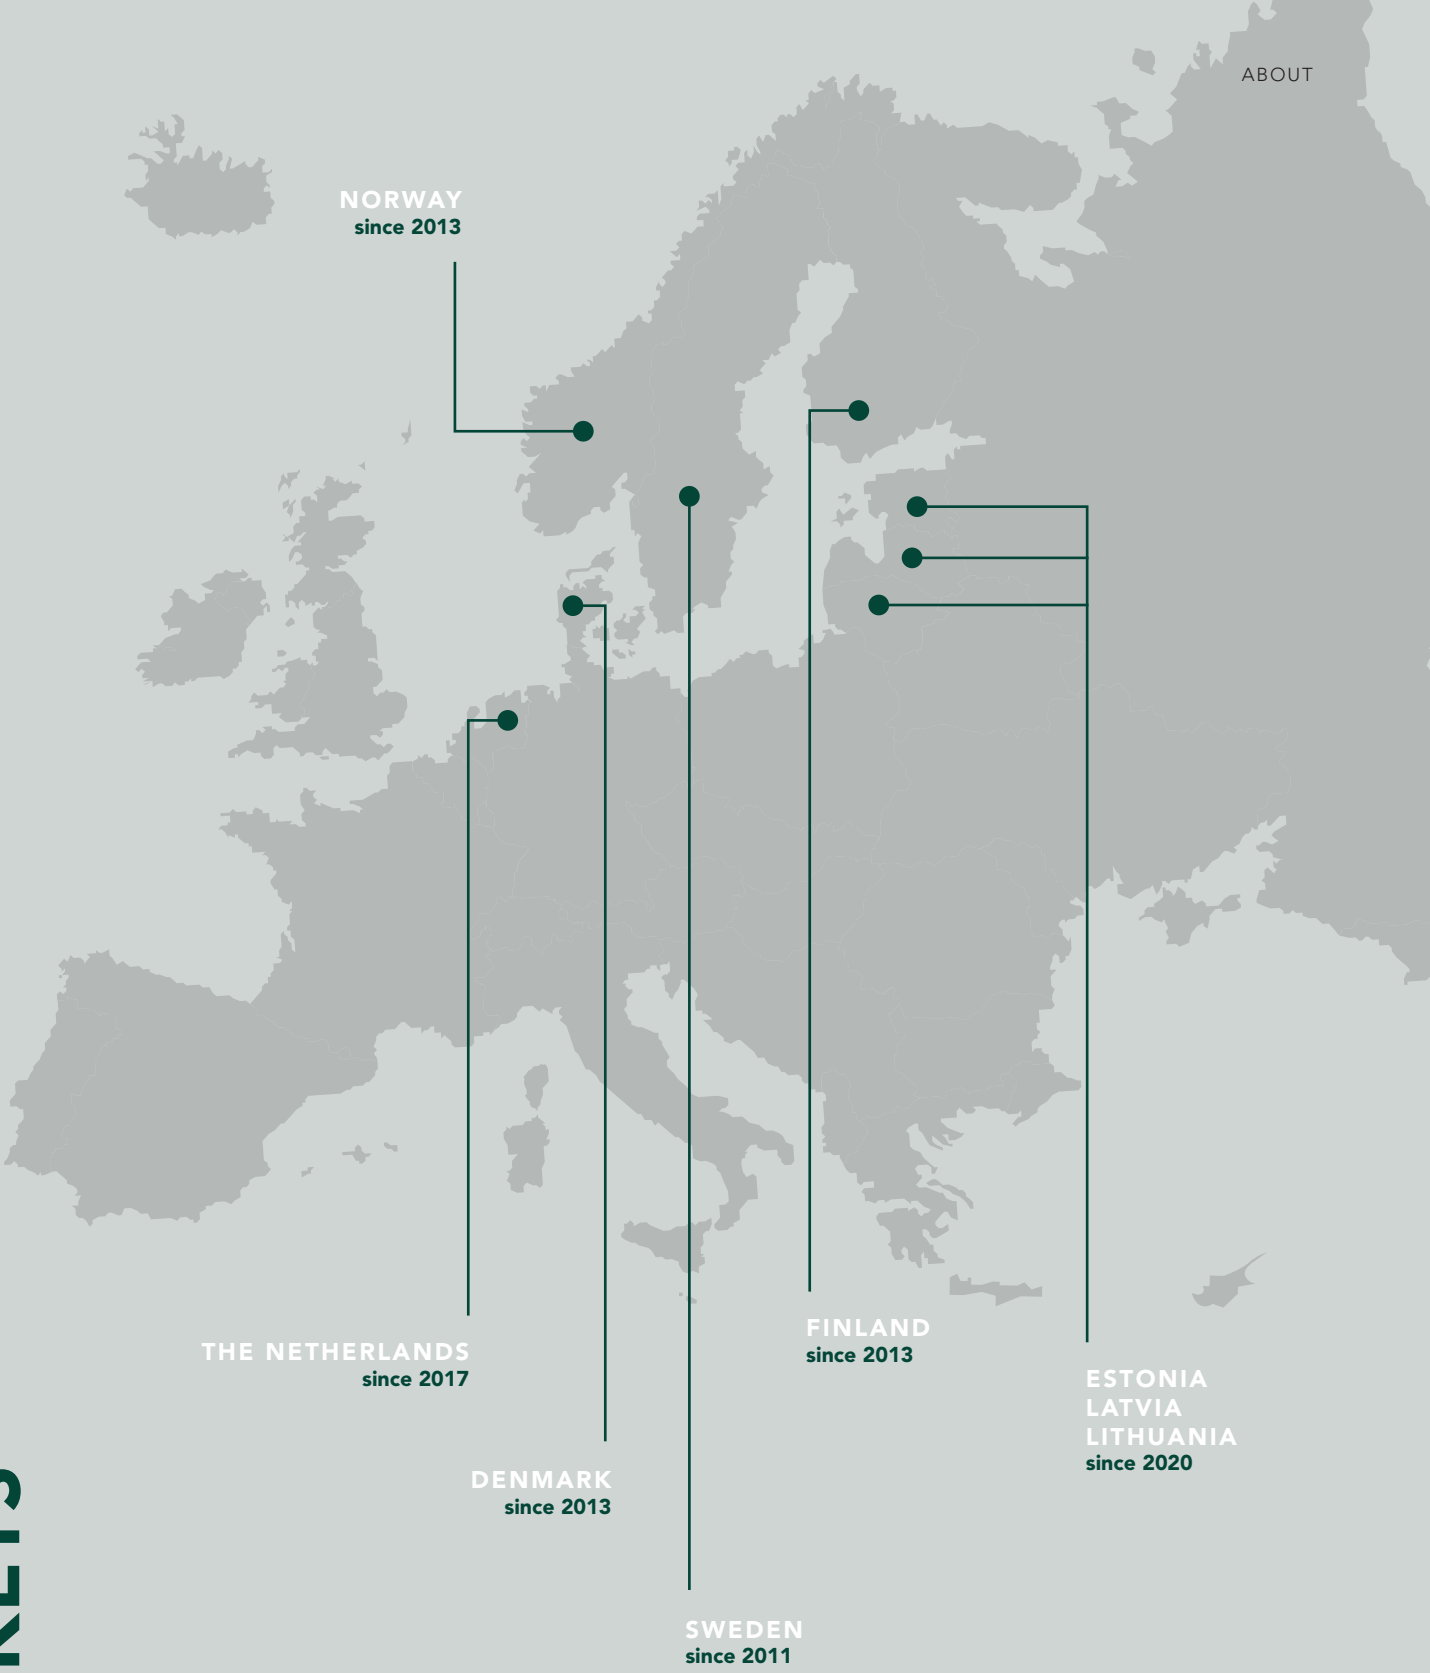 ABOUT
NORWAY
since 2013
THE NETHERLANDS
since 2017
DENMARK
since 2013
SWEDEN
since 2011
FINLAND
since 2013
ESTONIA
LATVIA
LITHUANIA
since 2020